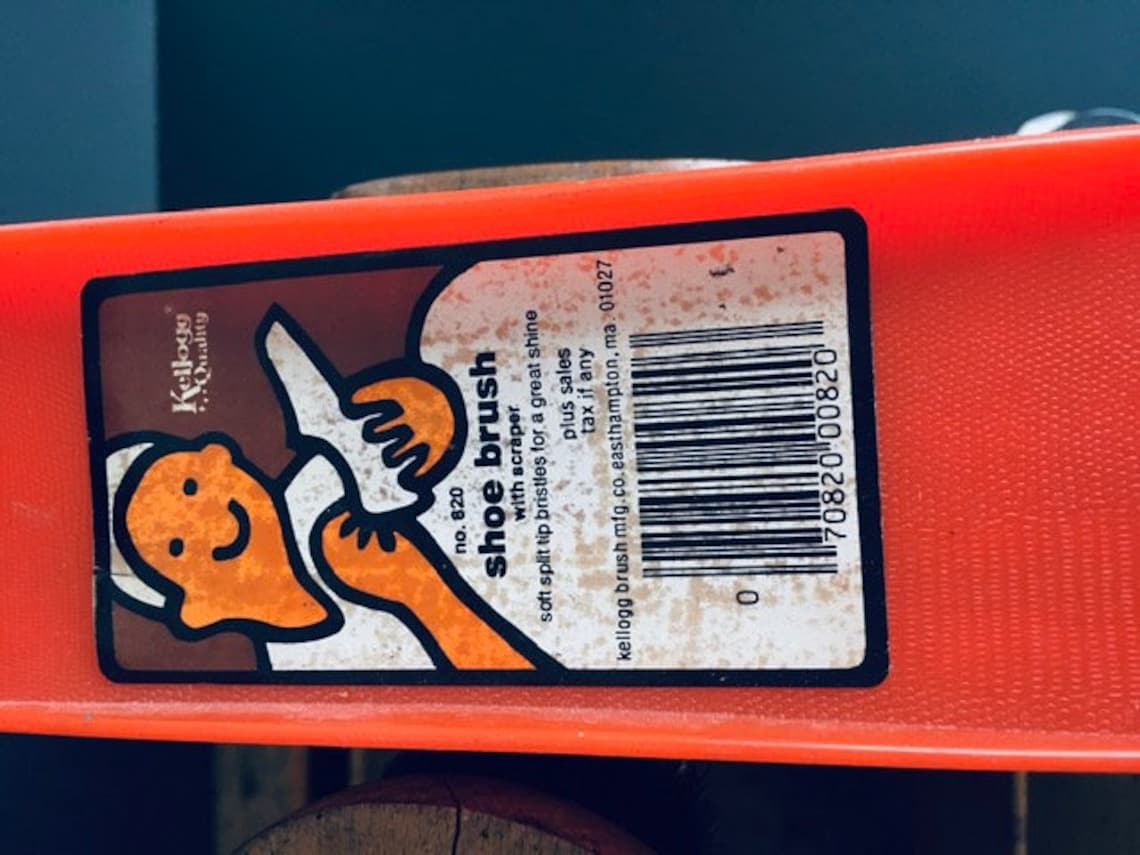 Kellogg®
Quality
no. 820
shoe brush
with scraper
soft split tip bristles for a great shine
plus sales
tax if any
kellogg brush mfg. co. easthampton, ma. 01027
0 70820 00820